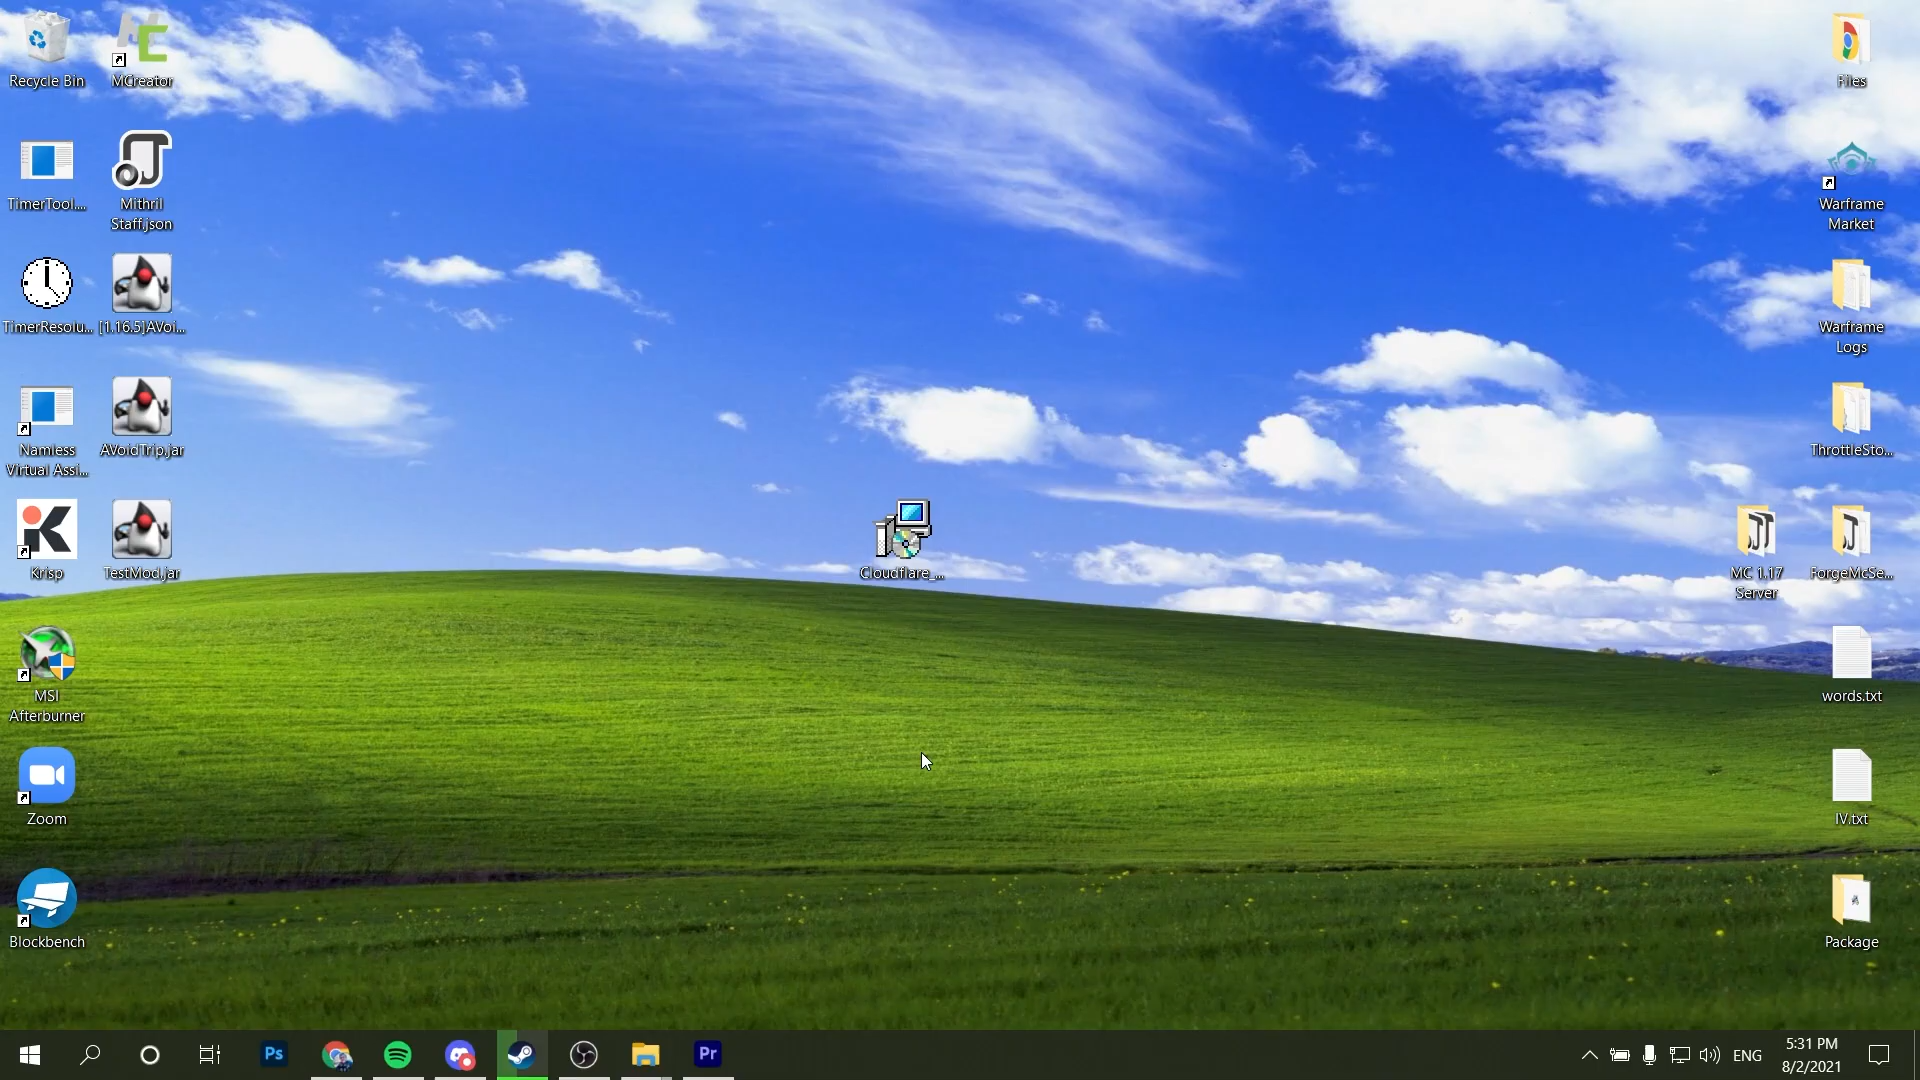 Recycle Bin
MCreator
TimerTool....
Mithril
Staff.json
TimerResolu...
[1.16.5]AVoi...
Namless
Virtual Assi...
AVoidTrip.jar
Krisp
TestMod.jar
MSI
Afterburner
Zoom
Blockbench
Cloudflare_...
Files
Warframe
Market
Warframe
Logs
ThrottleSto...
MC 1.17
Server
ForgeMcSe...
words.txt
IV.txt
Package
Ps
Pr
ENG
5:31 PM
8/2/2021